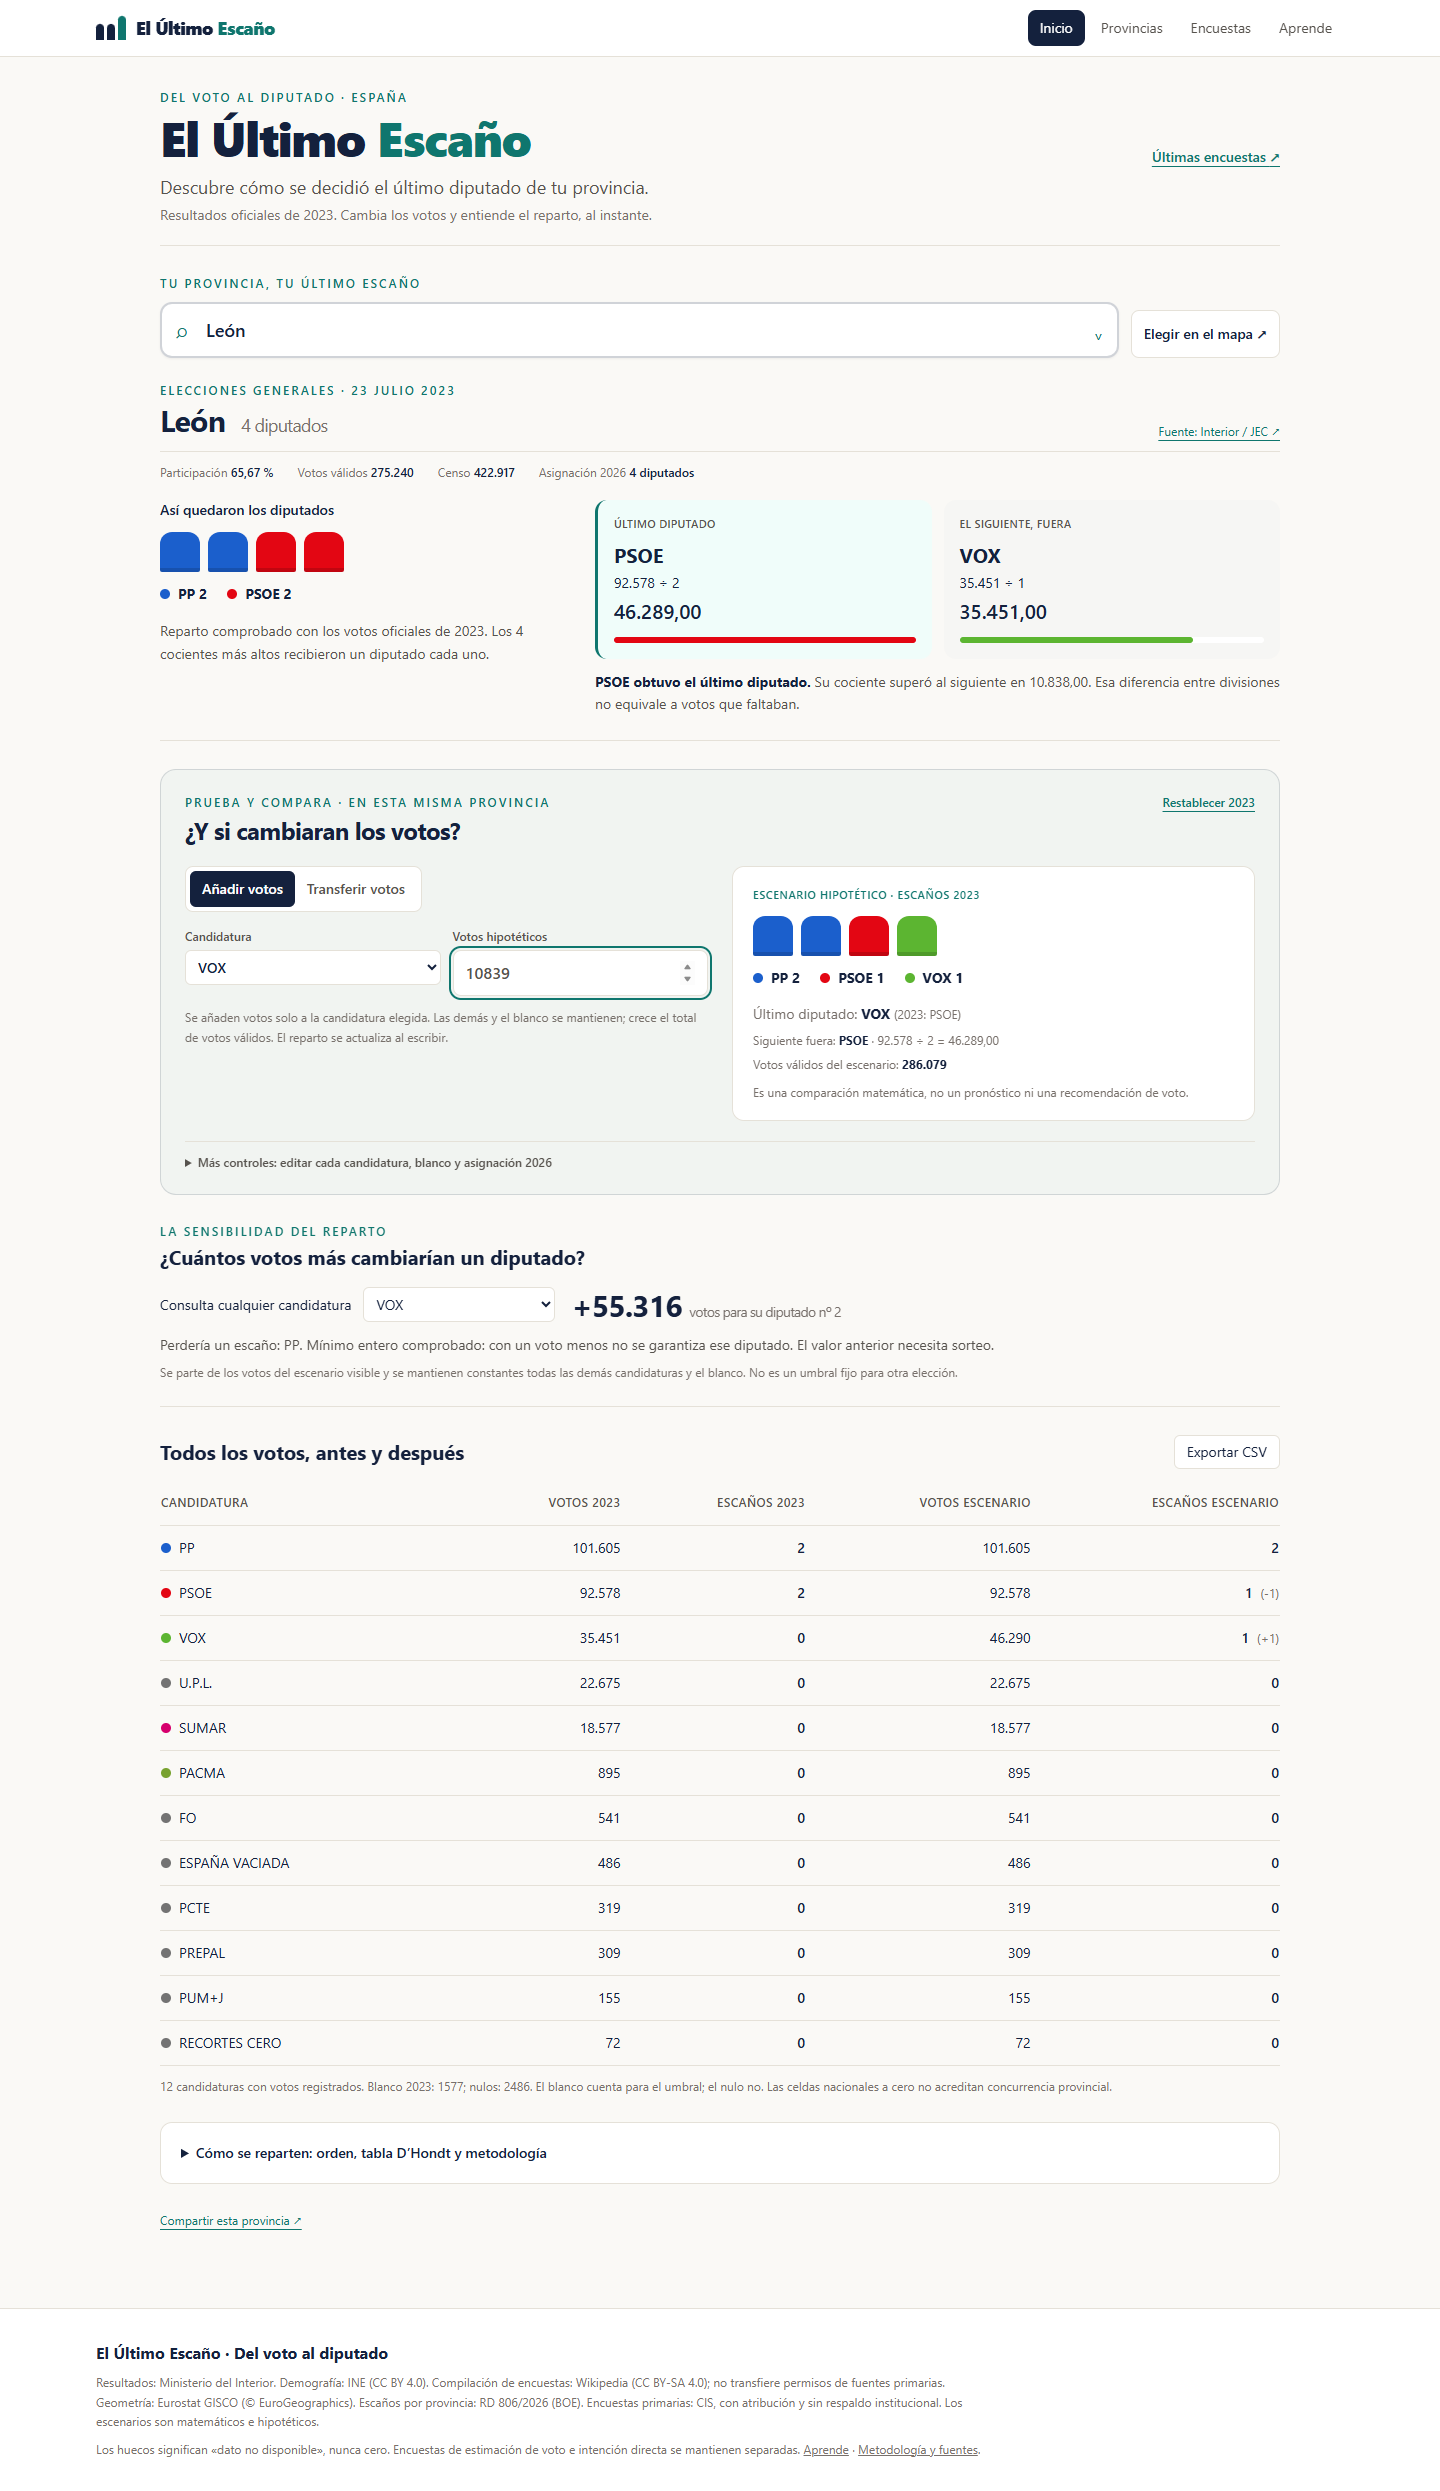 El Último Escaño
Inicio Provincias Encuestas Aprende
DEL VOTO AL DIPUTADO · ESPAÑA
El Último Escaño
Últimas encuestas ↗
Descubre cómo se decidió el último diputado de tu provincia.
Resultados oficiales de 2023. Cambia los votos y entiende el reparto, al instante.
TU PROVINCIA, TU ÚLTIMO ESCAÑO
León
Elegir en el mapa ↗
ELECCIONES GENERALES · 23 JULIO 2023
León 4 diputados
Fuente: Interior / JEC ↗
Participación 65,67 % Votos válidos 275.240 Censo 422.917 Asignación 2026 4 diputados
Así quedaron los diputados
PP 2 PSOE 2
Reparto comprobado con los votos oficiales de 2023. Los 4
cocientes más altos recibieron un diputado cada uno.
ÚLTIMO DIPUTADO
PSOE
92.578 ÷ 2
46.289,00
EL SIGUIENTE, FUERA
VOX
35.451 ÷ 1
35.451,00
PSOE obtuvo el último diputado. Su cociente superó al siguiente en 10.838,00. Esa diferencia entre divisiones
no equivale a votos que faltaban.
PRUEBA Y COMPARA · EN ESTA MISMA PROVINCIA
Restablecer 2023
¿Y si cambiaran los votos?
Añadir votos Transferir votos
Candidatura Votos hipotéticos
VOX 10839
Se añaden votos solo a la candidatura elegida. Las demás y el blanco se mantienen; crece el total
de votos válidos. El reparto se actualiza al escribir.
ESCENARIO HIPOTÉTICO · ESCAÑOS 2023
PP 2 PSOE 1 VOX 1
Último diputado: VOX (2023: PSOE)
Siguiente fuera: PSOE · 92.578 ÷ 2 = 46.289,00
Votos válidos del escenario: 286.079
Es una comparación matemática, no un pronóstico ni una recomendación de voto.
Más controles: editar cada candidatura, blanco y asignación 2026
LA SENSIBILIDAD DEL REPARTO
¿Cuántos votos más cambiarían un diputado?
Consulta cualquier candidatura VOX +55.316 votos para su diputado nº 2
Perdería un escaño: PP. Mínimo entero comprobado: con un voto menos no se garantiza ese diputado. El valor anterior necesita sorteo.
Se parte de los votos del escenario visible y se mantienen constantes todas las demás candidaturas y el blanco. No es un umbral fijo para otra elección.
Todos los votos, antes y después
Exportar CSV
CANDIDATURA VOTOS 2023 ESCAÑOS 2023 VOTOS ESCENARIO ESCAÑOS ESCENARIO
PP 101.605 2 101.605 2
PSOE 92.578 2 92.578 1 (-1)
VOX 35.451 0 46.290 1 (+1)
U.P.L. 22.675 0 22.675 0
SUMAR 18.577 0 18.577 0
PACMA 895 0 895 0
FO 541 0 541 0
ESPAÑA VACIADA 486 0 486 0
PCTE 319 0 319 0
PREPAL 309 0 309 0
PUM+J 155 0 155 0
RECORTES CERO 72 0 72 0
12 candidaturas con votos registrados. Blanco 2023: 1577; nulos: 2486. El blanco cuenta para el umbral; el nulo no. Las celdas nacionales a cero no acreditan concurrencia provincial.
Cómo se reparten: orden, tabla D’Hondt y metodología
Compartir esta provincia ↗
El Último Escaño · Del voto al diputado
Resultados: Ministerio del Interior. Demografía: INE (CC BY 4.0). Compilación de encuestas: Wikipedia (CC BY-SA 4.0); no transfiere permisos de fuentes primarias.
Geometría: Eurostat GISCO (© EuroGeographics). Escaños por provincia: RD 806/2026 (BOE). Encuestas primarias: CIS, con atribución y sin respaldo institucional. Los
escenarios son matemáticos e hipotéticos.
Los huecos significan «dato no disponible», nunca cero. Encuestas de estimación de voto e intención directa se mantienen separadas. Aprende · Metodología y fuentes.